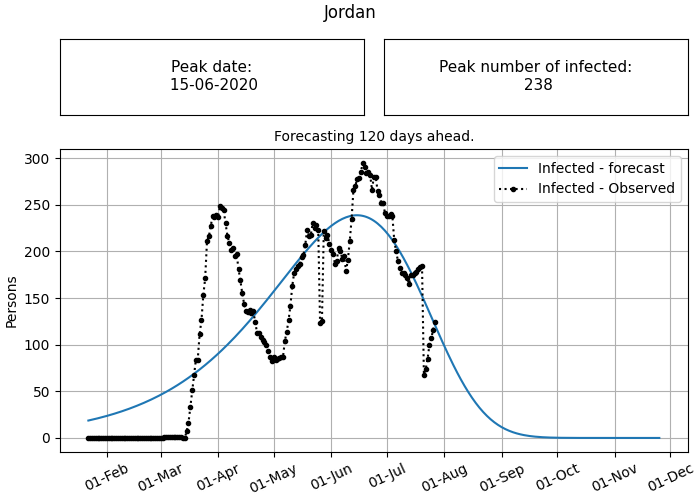 Jordan
Peak date:
15-06-2020
Peak number of infected:
238
Forecasting 120 days ahead.
Infected - forecast
Infected - Observed
Persons
300
250
200
150
100
50
0
01-Feb
01-Mar
01-Apr
01-May
01-Jun
01-Jul
01-Aug
01-Sep
01-Oct
01-Nov
01-Dec